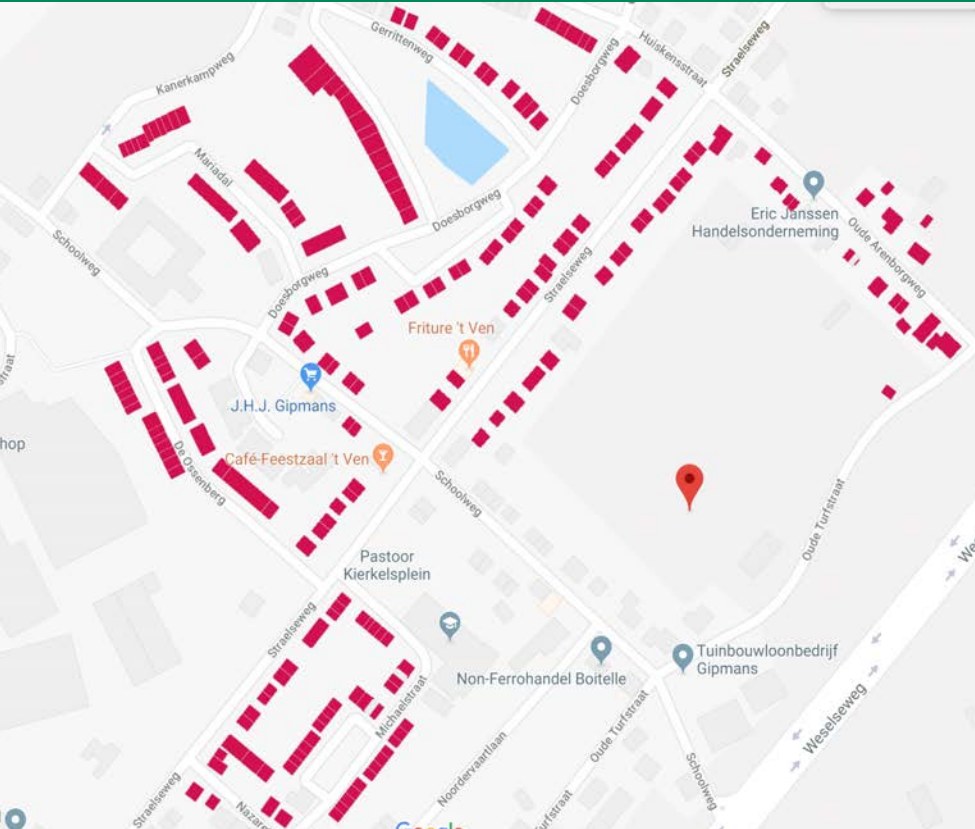 Gerrittenweg
Huiskensstraat
Straelseweg
Doesborgweg
Kanerkampweg
Mariadal
Eric Janssen
Handelsonderneming
Doesborgweg
Oude Arenborgweg
Schoolweg
Doesborgweg
Straelseweg
Friture 't Ven
J.H.J. Gipmans
hop
Café-Feestzaal 't Ven
De Ossenberg
Schoolweg
Oude Turfstraat
Pastoor
Kierkelsplein
Straelseweg
Non-Ferrohandel Boitelle
Tuinbouwloonbedrijf
Gipmans
Michaelstraat
Weselseweg
Oude Turfstraat
Noordervaartlaan
Schoolweg
Straelseweg